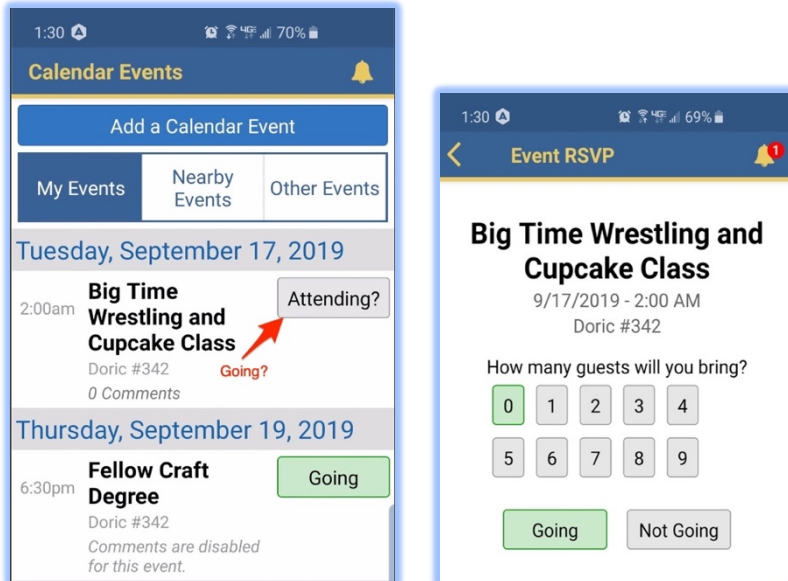 1:30
4GE 70%
Calendar Events
Add a Calendar Event
My Events
Nearby
Events
Other Events
Tuesday, September 17, 2019
2:00am
Big Time
Wrestling and
Cupcake Class
Attending?
Going?
Doric #342
0 Comments
Thursday, September 19, 2019
6:30pm
Fellow Craft
Degree
Going
Doric #342
Comments are disabled
for this event.
1:30
69%
Event RSVP
1
Big Time Wrestling and
Cupcake Class
9/17/2019 - 2:00 AM
Doric #342
How many guests will you bring?
0 1 2 3 4
5 6 7 8 9
Going
Not Going